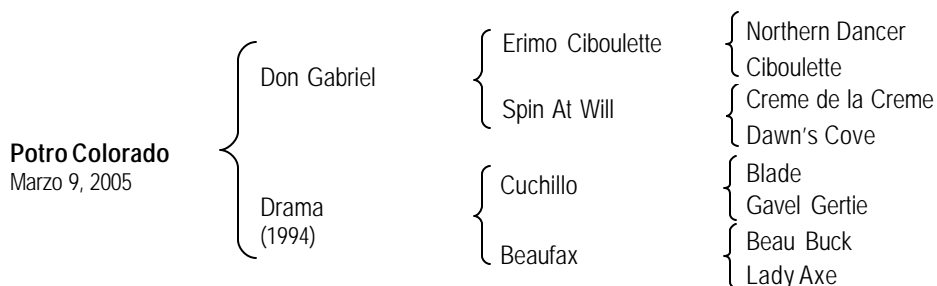 Potro Colorado
Marzo 9, 2005
Don Gabriel
Drama
(1994)
Erimo Ciboulette
Spin At Will
Cuchillo
Beaufax
Northern Dancer
Ciboulette
Creme de la Creme
Dawn's Cove
Blade
Gavel Gertie
Beau Buck
Lady Axe